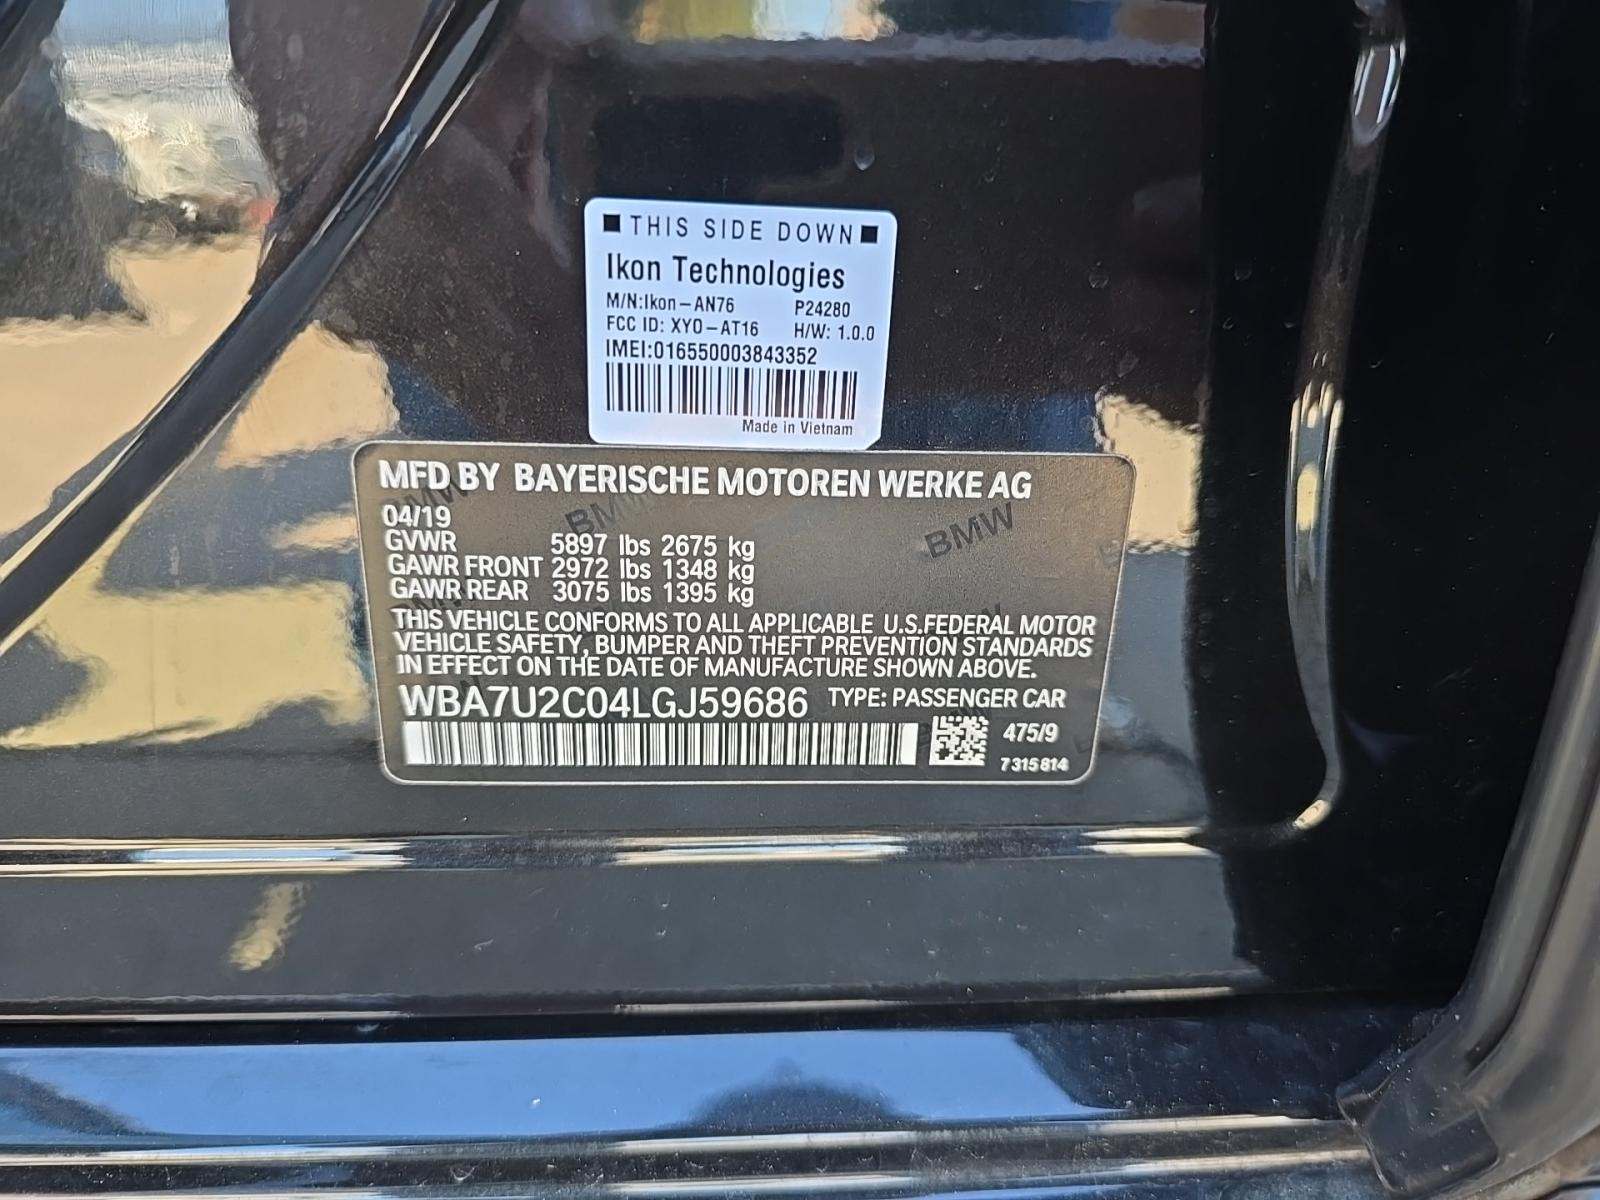 THIS SIDE DOWN
Ikon Technologies
M/N:Ikon-AN76 P24280
FCC ID: XYO-AT16 H/W: 1.0.0
IMEI:016550003843352
Made in Vietnam
MFD BY BAYERISCHE MOTOREN WERKE AG
04/19
GVWR 5897 lbs 2675 kg
GAWR FRONT 2972 lbs 1348 kg
GAWR REAR 3075 lbs 1395 kg
THIS VEHICLE CONFORMS TO ALL APPLICABLE U.S.FEDERAL MOTOR
VEHICLE SAFETY, BUMPER AND THEFT PREVENTION STANDARDS
IN EFFECT ON THE DATE OF MANUFACTURE SHOWN ABOVE.
WBA7U2C04LGJ59686 TYPE: PASSENGER CAR
475/9
7315814
BMW
BMW
BMW